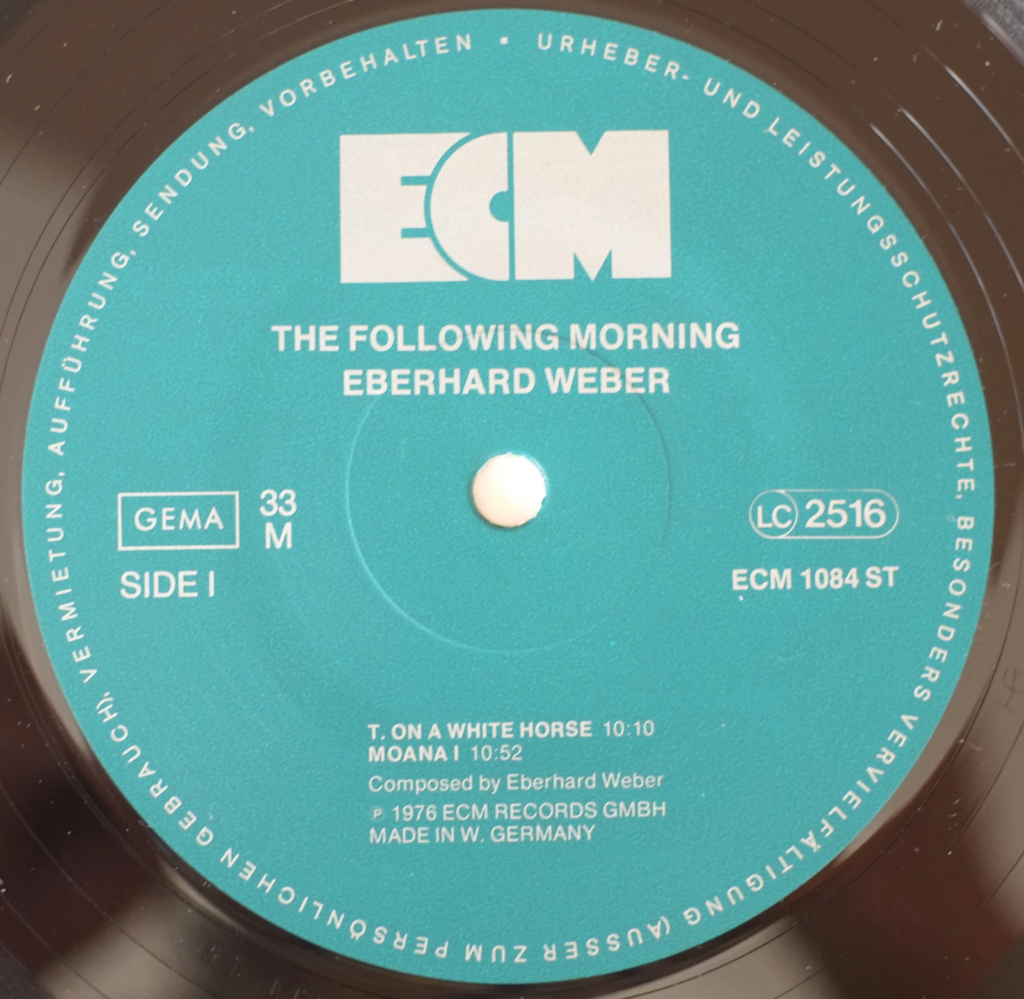 URHEBER- UND LEISTUNGSSCHUTZRECHTE, BESONDERS VERVIELFÄLTIGUNG (AUSSER ZUM PERSÖNLICHEN GEBRAUCH), VERMIETUNG, AUFFÜHRUNG, SENDUNG, VORBEHALTEN ▪
ECM
THE FOLLOWING MORNING
EBERHARD WEBER
GEMA 33
M
SIDE I
LC 2516
ECM 1084 ST
T. ON A WHITE HORSE 10:10
MOANA I 10:52
Composed by Eberhard Weber
℗ 1976 ECM RECORDS GMBH
MADE IN W. GERMANY